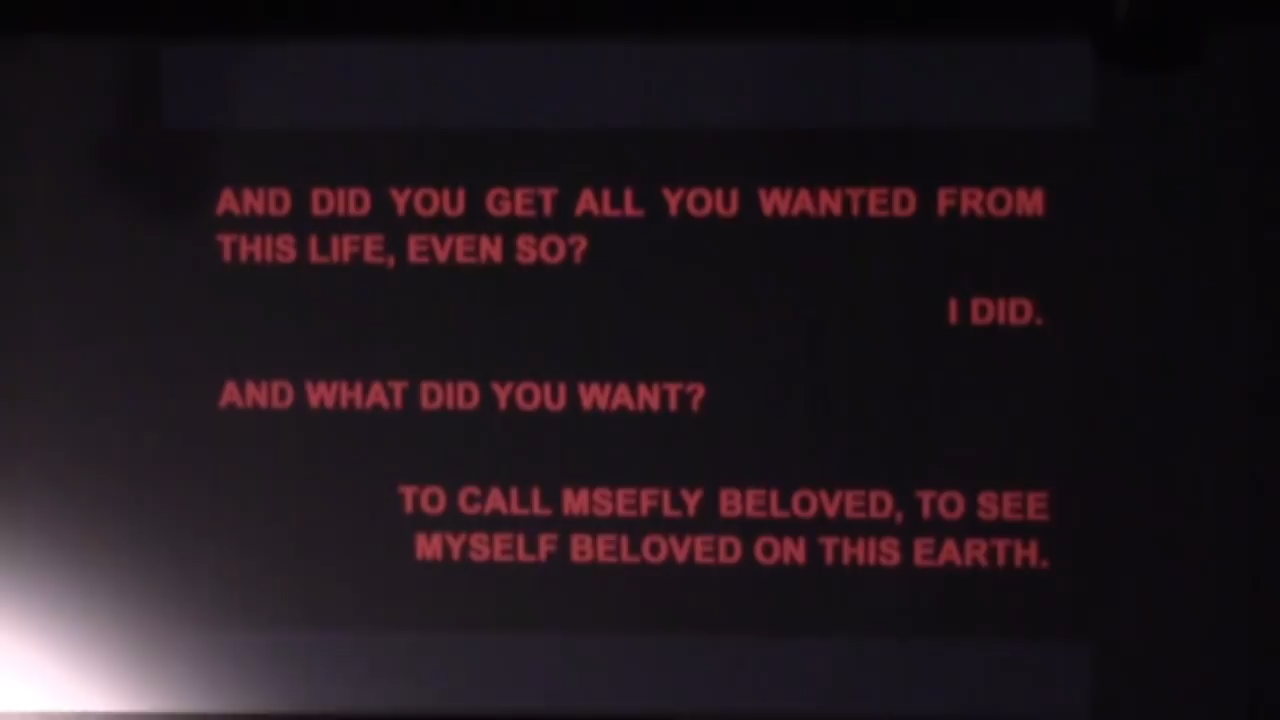 AND DID YOU GET ALL YOU WANTED FROM
THIS LIFE, EVEN SO?
I DID.
AND WHAT DID YOU WANT?
TO CALL MSEFLY BELOVED, TO SEE
MYSELF BELOVED ON THIS EARTH.